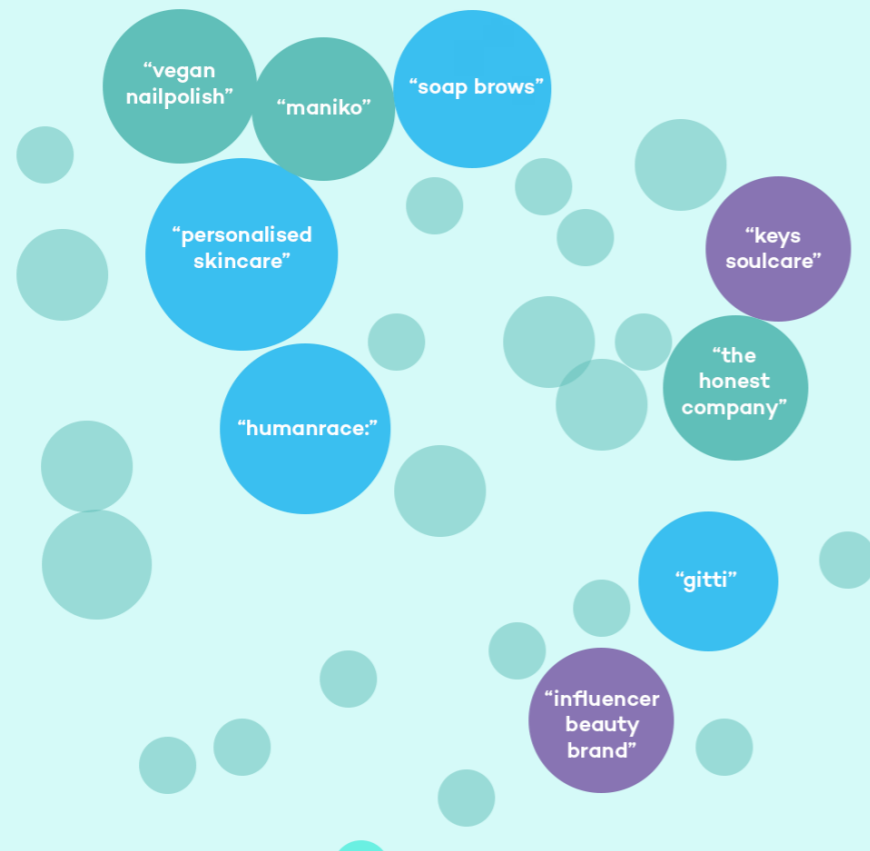 “vegan
nailpolish”
“maniko”
“soap brows”
“personalised
skincare”
“keys
soulcare”
“the
honest
company”
“humanrace:”
“gitti”
“influencer
beauty
brand”